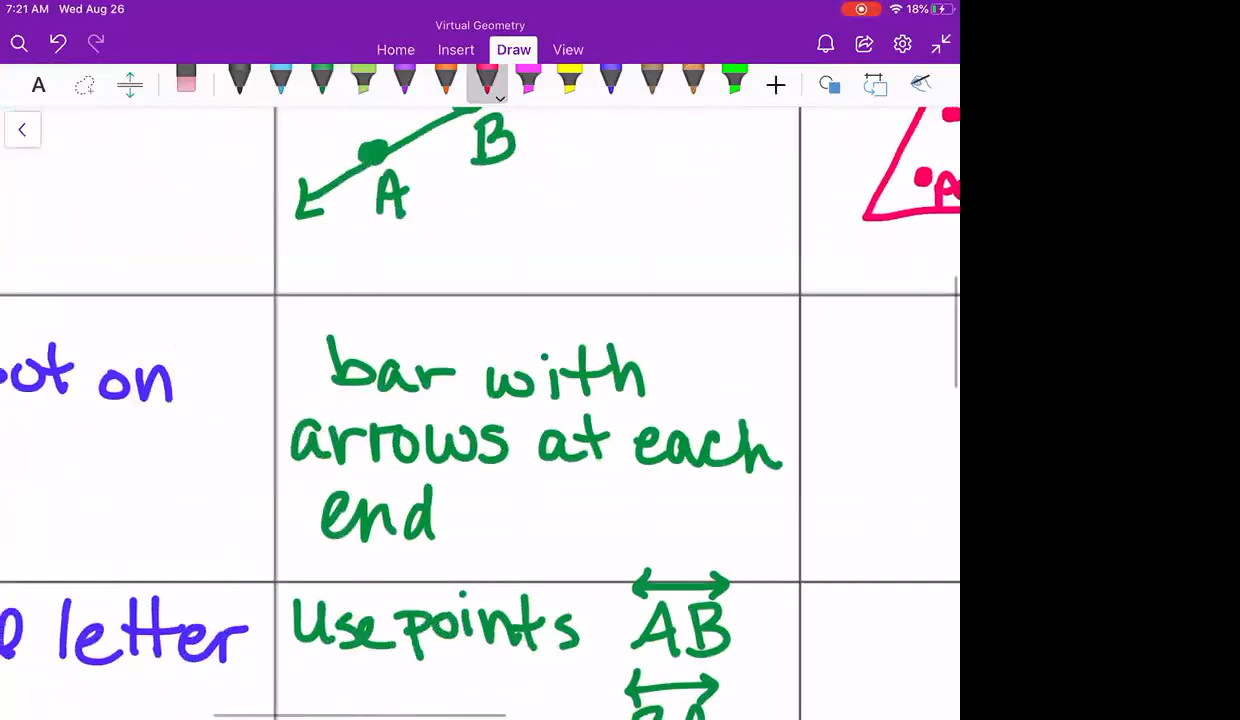 7:21 AM Wed Aug 26
18%
Virtual Geometry
Home Insert Draw View
A
B
A
on
bar with
arrows at each
end
letter
Use points AB